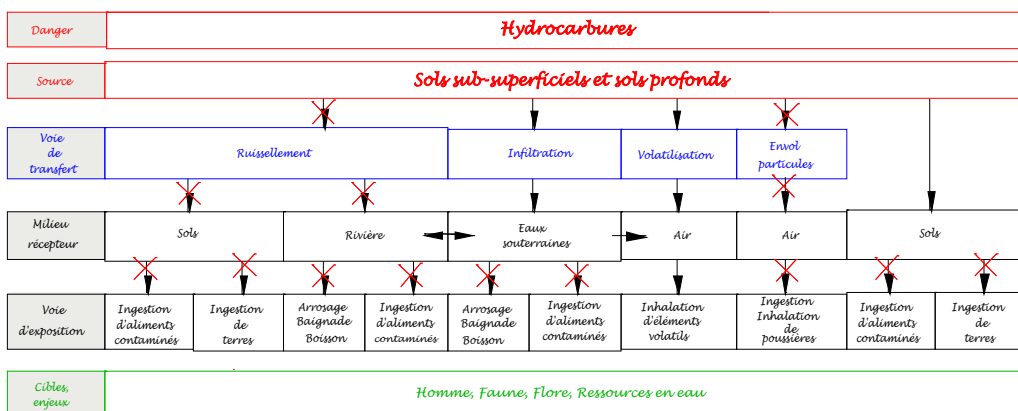 Danger
Hydrocarbures
Source
Sols sub-superficiels et sols profonds
Voie
de
transfert
Ruissellement
Infiltration
Volatilisation
Envol
particules
Milieu
récepteur
Sols
Rivière
Eaux
souterraines
Air
Air
Sols
Voie
d'exposition
Ingestion
d'aliments
contaminés
Ingestion
de
terres
Arrosage
Baignade
Boisson
Ingestion
d'aliments
contaminés
Arrosage
Baignade
Boisson
Ingestion
d'aliments
contaminés
Inhalation
d'éléments
volatils
Ingestion
Inhalation
de
poussières
Ingestion
d'aliments
contaminés
Ingestion
de
terres
Cibles,
enjeux
Homme, Faune, Flore, Ressources en eau